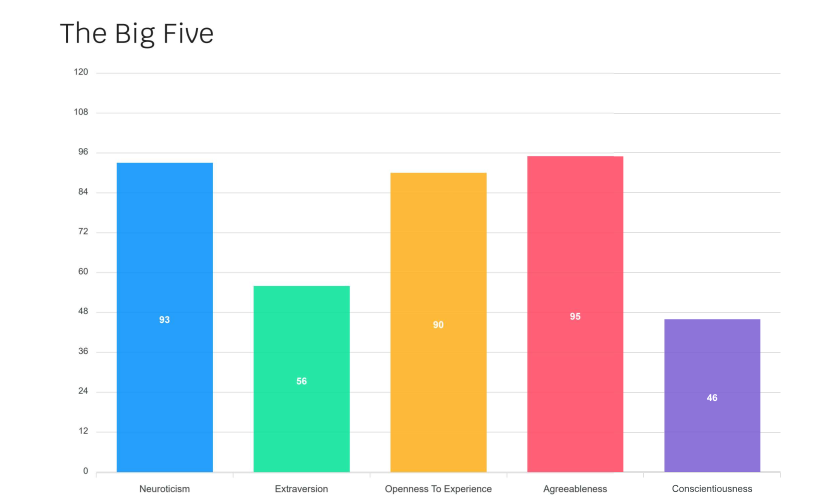 The Big Five
120
108
96
84
72
60
48
36
24
12
0
93
56
90
95
46
Neuroticism
Extraversion
Openness To Experience
Agreeableness
Conscientiousness